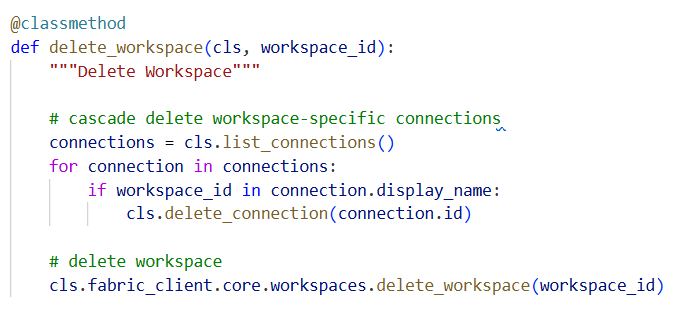 @classmethod
def delete_workspace(cls, workspace_id):
    """Delete Workspace"""

    # cascade delete workspace-specific connections
    connections = cls.list_connections()
    for connection in connections:
        if workspace_id in connection.display_name:
            cls.delete_connection(connection.id)

    # delete workspace
    cls.fabric_client.core.workspaces.delete_workspace(workspace_id)